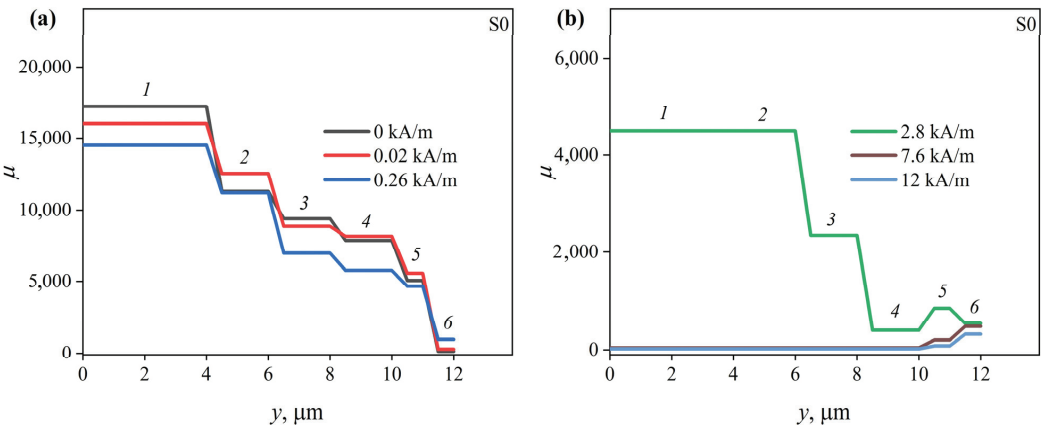 (a)
S0
20,000
15,000
10,000
5,000
0
μ
1
2
3
4
5
6
0 kA/m
0.02 kA/m
0.26 kA/m
0 2 4 6 8 10 12
y, μm
(b)
S0
6,000
4,000
2,000
0
μ
1
2
3
4
5
6
2.8 kA/m
7.6 kA/m
12 kA/m
0 2 4 6 8 10 12
y, μm